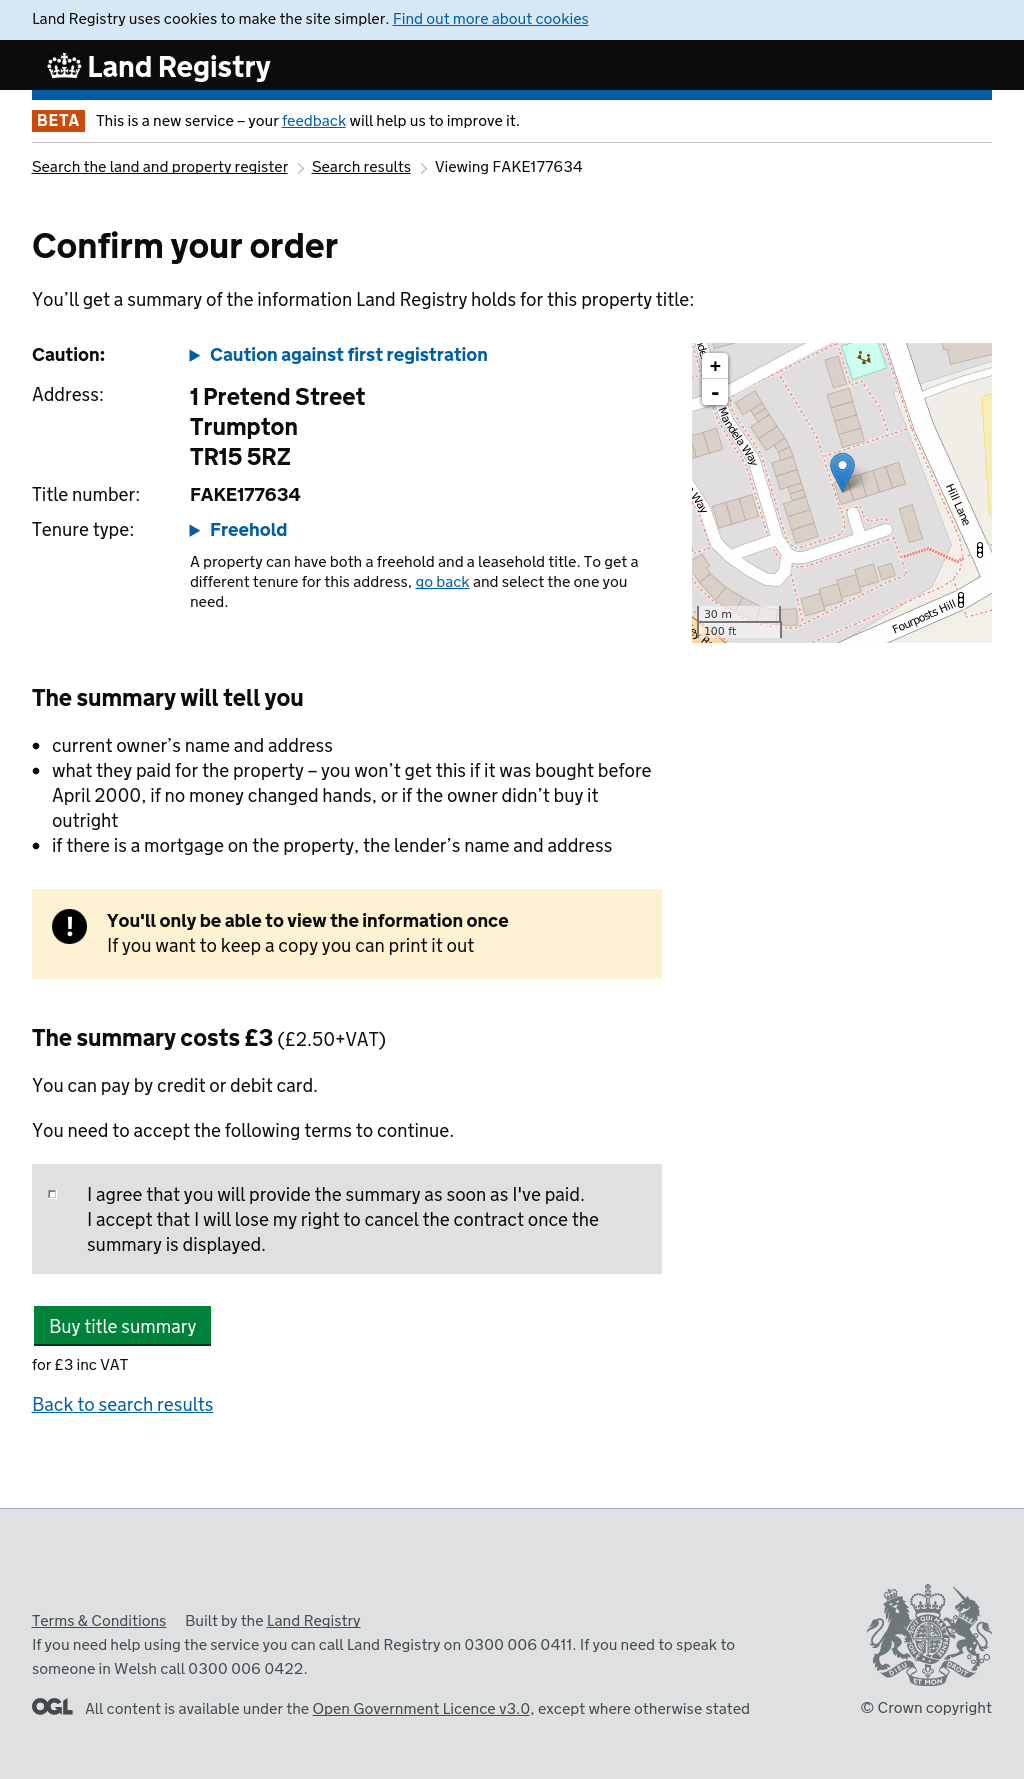 Land Registry uses cookies to make the site simpler. Find out more about cookies
Land Registry
BETA This is a new service – your feedback will help us to improve it.
Search the land and property register Search results Viewing FAKE177634
Confirm your order
You’ll get a summary of the information Land Registry holds for this property title:
Caution: Caution against first registration
Address: 1 Pretend Street
Trumpton
TR15 5RZ
Title number: FAKE177634
Tenure type: Freehold
A property can have both a freehold and a leasehold title. To get a
different tenure for this address, go back and select the one you
need.
+
-
Mandela Way
Way
Hill Lane
Fourposts Hill
30 m
100 ft
The summary will tell you
• current owner’s name and address
• what they paid for the property – you won’t get this if it was bought before
April 2000, if no money changed hands, or if the owner didn’t buy it
outright
• if there is a mortgage on the property, the lender’s name and address
! You'll only be able to view the information once
If you want to keep a copy you can print it out
The summary costs £3 (£2.50+VAT)
You can pay by credit or debit card.
You need to accept the following terms to continue.
I agree that you will provide the summary as soon as I've paid.
I accept that I will lose my right to cancel the contract once the
summary is displayed.
Buy title summary
for £3 inc VAT
Back to search results
Terms & Conditions Built by the Land Registry
If you need help using the service you can call Land Registry on 0300 006 0411. If you need to speak to
someone in Welsh call 0300 006 0422.
OGL All content is available under the Open Government Licence v3.0, except where otherwise stated
DIEU ET MON DROIT
© Crown copyright